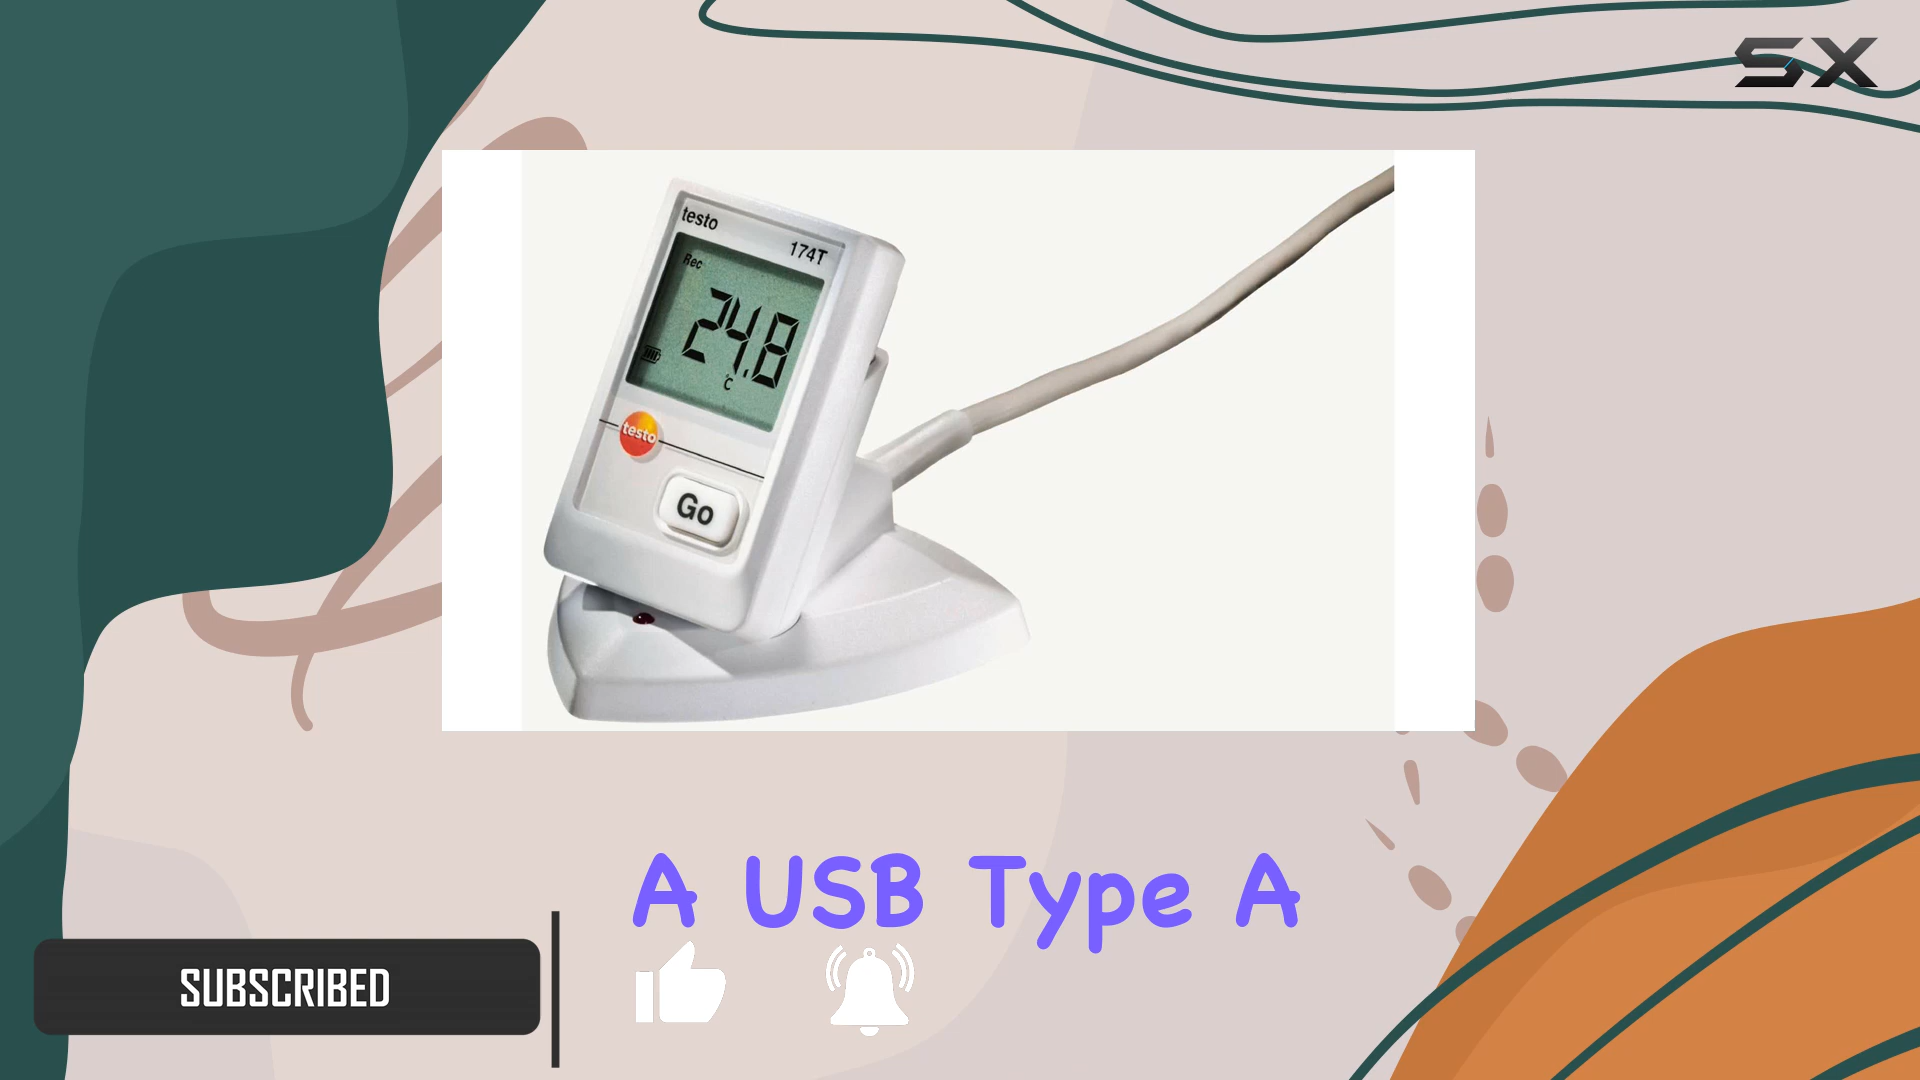 SX
testo
174T
Rec
24.8
°C
testo
Go
A USB Type A
SUBSCRIBED